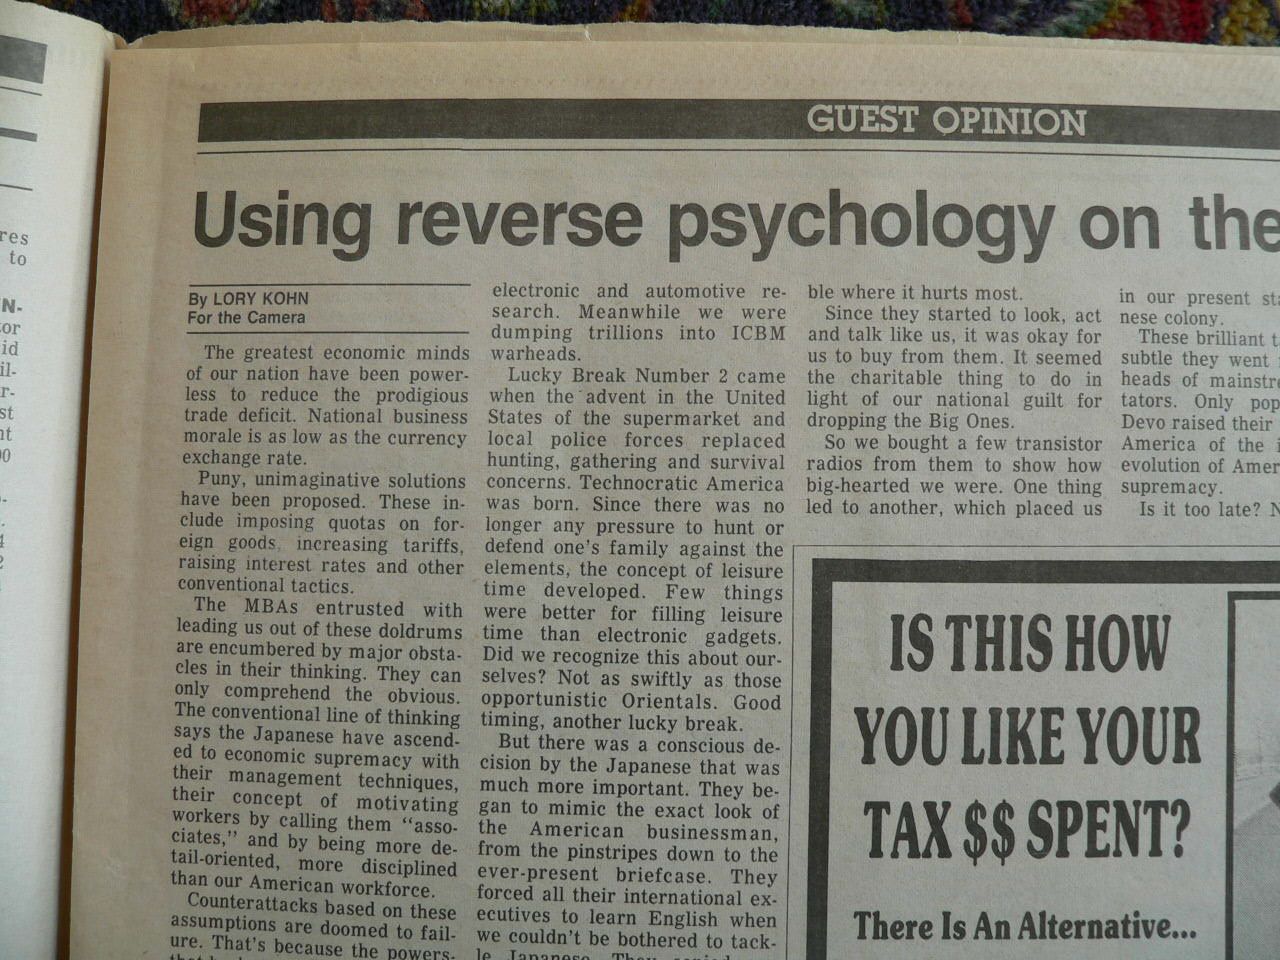 res
to
N-
tor
id
il-
r-
st
nt
00
GUEST OPINION
Using reverse psychology on the
By LORY KOHN
For the Camera
The greatest economic minds
of our nation have been power-
less to reduce the prodigious
trade deficit. National business
morale is as low as the currency
exchange rate.
Puny, unimaginative solutions
have been proposed. These in-
clude imposing quotas on for-
eign goods, increasing tariffs,
raising interest rates and other
conventional tactics.
The MBAs entrusted with
leading us out of these doldrums
are encumbered by major obsta-
cles in their thinking. They can
only comprehend the obvious.
The conventional line of thinking
says the Japanese have ascend-
ed to economic supremacy with
their management techniques,
their concept of motivating
workers by calling them "asso-
ciates," and by being more de-
tail-oriented, more disciplined
than our American workforce.
Counterattacks based on these
assumptions are doomed to fail-
ure. That's because the powers-
electronic and automotive re-
search. Meanwhile we were
dumping trillions into ICBM
warheads.
Lucky Break Number 2 came
when the advent in the United
States of the supermarket and
local police forces replaced
hunting, gathering and survival
concerns. Technocratic America
was born. Since there was no
longer any pressure to hunt or
defend one's family against the
elements, the concept of leisure
time developed. Few things
were better for filling leisure
time than electronic gadgets.
Did we recognize this about our-
selves? Not as swiftly as those
opportunistic Orientals. Good
timing, another lucky break.
But there was a conscious de-
cision by the Japanese that was
much more important. They be-
gan to mimic the exact look of
the American businessman,
from the pinstripes down to the
ever-present briefcase. They
forced all their international ex-
ecutives to learn English when
we couldn't be bothered to tack-
le Japanese. They
ble where it hurts most.
Since they started to look, act
and talk like us, it was okay for
us to buy from them. It seemed
the charitable thing to do in
light of our national guilt for
dropping the Big Ones.
So we bought a few transistor
radios from them to show how
big-hearted we were. One thing
led to another, which placed us
in our present sta
nese colony.
These brilliant t
subtle they went
heads of mainstre
tators. Only pop
Devo raised their
America of the i
evolution of Amer
supremacy.
Is it too late? N
IS THIS HOW
YOU LIKE YOUR
TAX $$ SPENT?
There Is An Alternative...